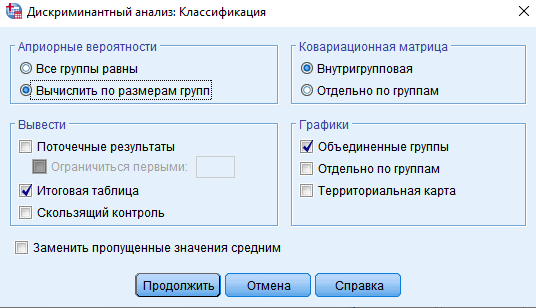 Дискриминантный анализ: Классификация
Априорные вероятности
Все группы равны
Вычислить по размерам групп
Ковариационная матрица
Внутригрупповая
Отдельно по группам
Вывести
Поточечные результаты
Ограничиться первыми:
Итоговая таблица
Скользящий контроль
Графики
Объединенные группы
Отдельно по группам
Территориальная карта
Заменить пропущенные значения средним
Продолжить Отмена Справка